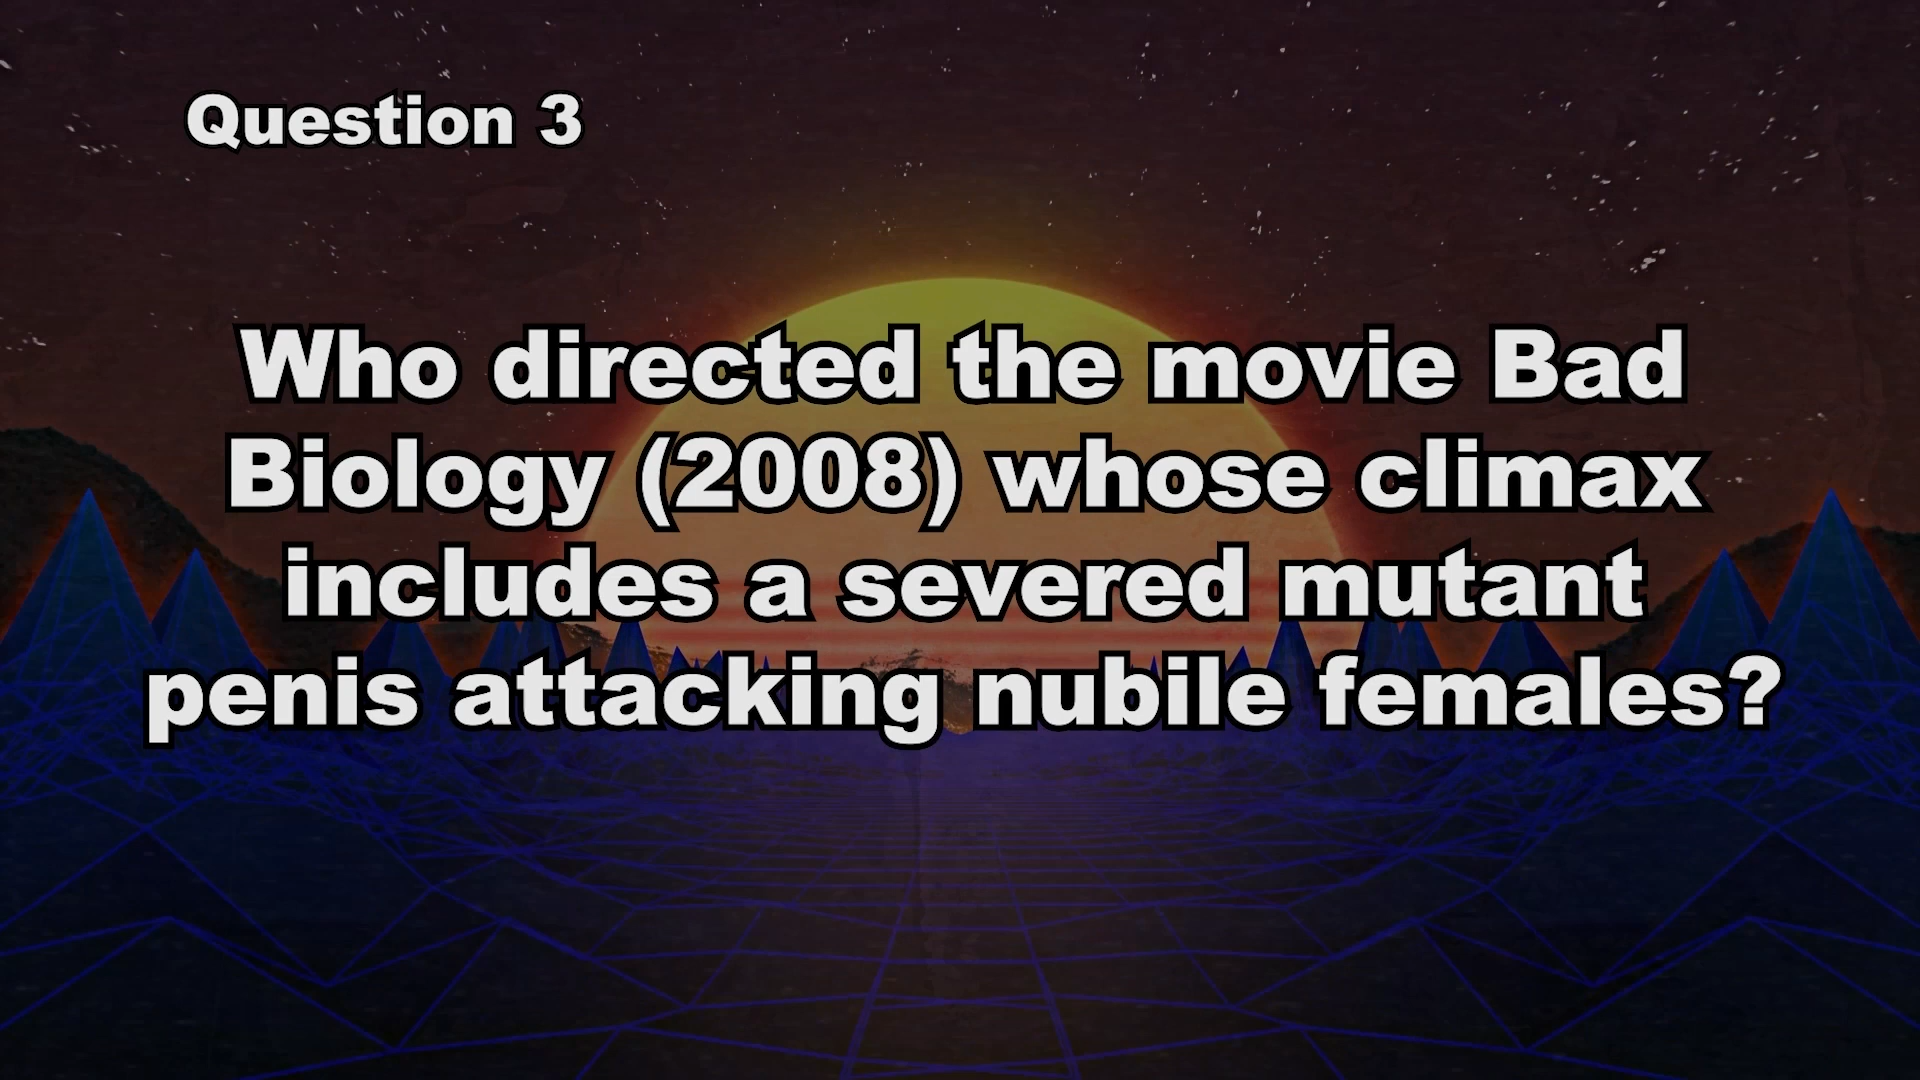 Question 3
Who directed the movie Bad
Biology (2008) whose climax
includes a severed mutant
penis attacking nubile females?